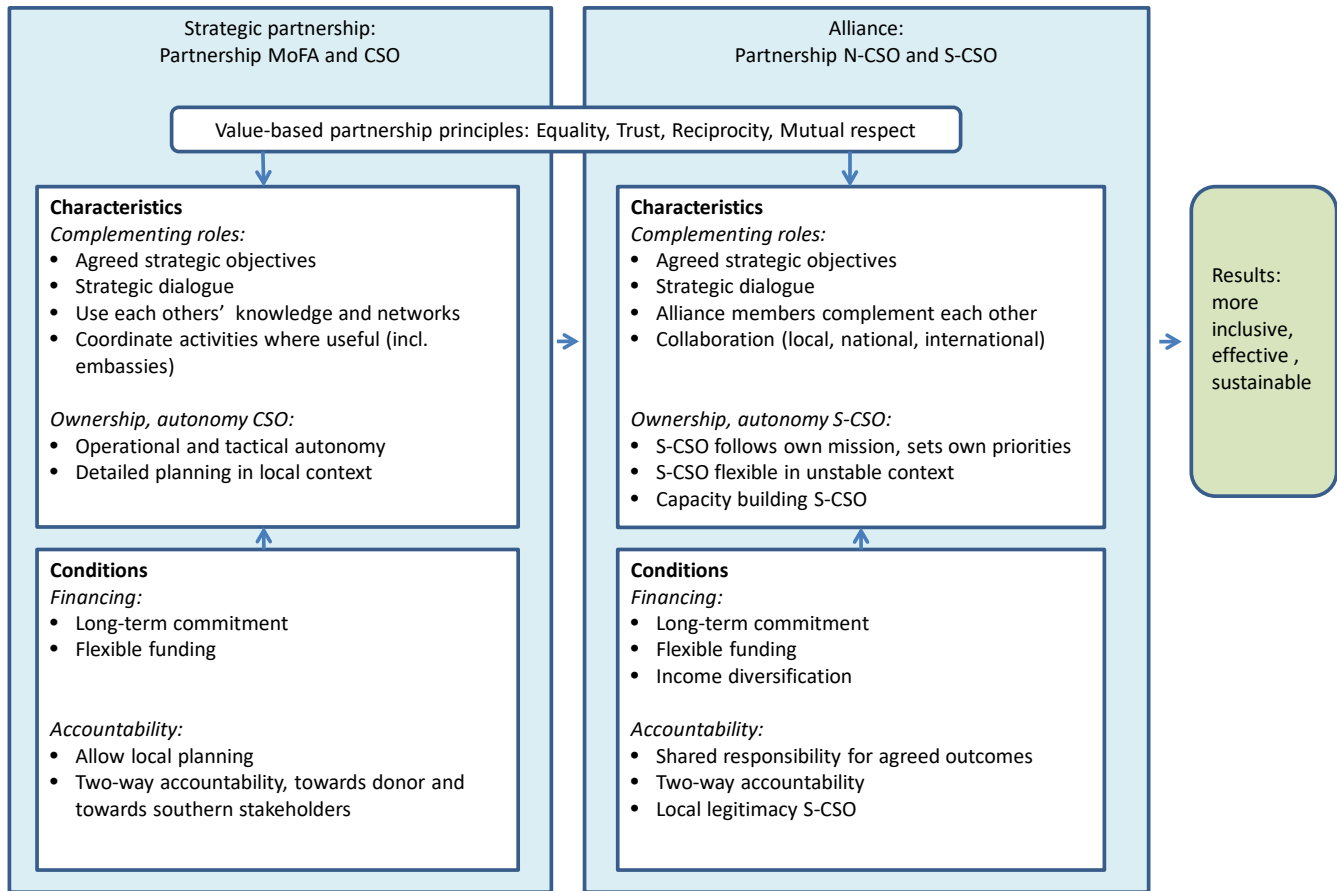 Strategic partnership:
Partnership MoFA and CSO
Alliance:
Partnership N-CSO and S-CSO
Value-based partnership principles: Equality, Trust, Reciprocity, Mutual respect
Characteristics
Complementing roles:
• Agreed strategic objectives
• Strategic dialogue
• Use each others’ knowledge and networks
• Coordinate activities where useful (incl.
embassies)
Ownership, autonomy CSO:
• Operational and tactical autonomy
• Detailed planning in local context
Conditions
Financing:
• Long-term commitment
• Flexible funding
Accountability:
• Allow local planning
• Two-way accountability, towards donor and
towards southern stakeholders
Characteristics
Complementing roles:
• Agreed strategic objectives
• Strategic dialogue
• Alliance members complement each other
• Collaboration (local, national, international)
Ownership, autonomy S-CSO:
• S-CSO follows own mission, sets own priorities
• S-CSO flexible in unstable context
• Capacity building S-CSO
Conditions
Financing:
• Long-term commitment
• Flexible funding
• Income diversification
Accountability:
• Shared responsibility for agreed outcomes
• Two-way accountability
• Local legitimacy S-CSO
Results:
more
inclusive,
effective ,
sustainable